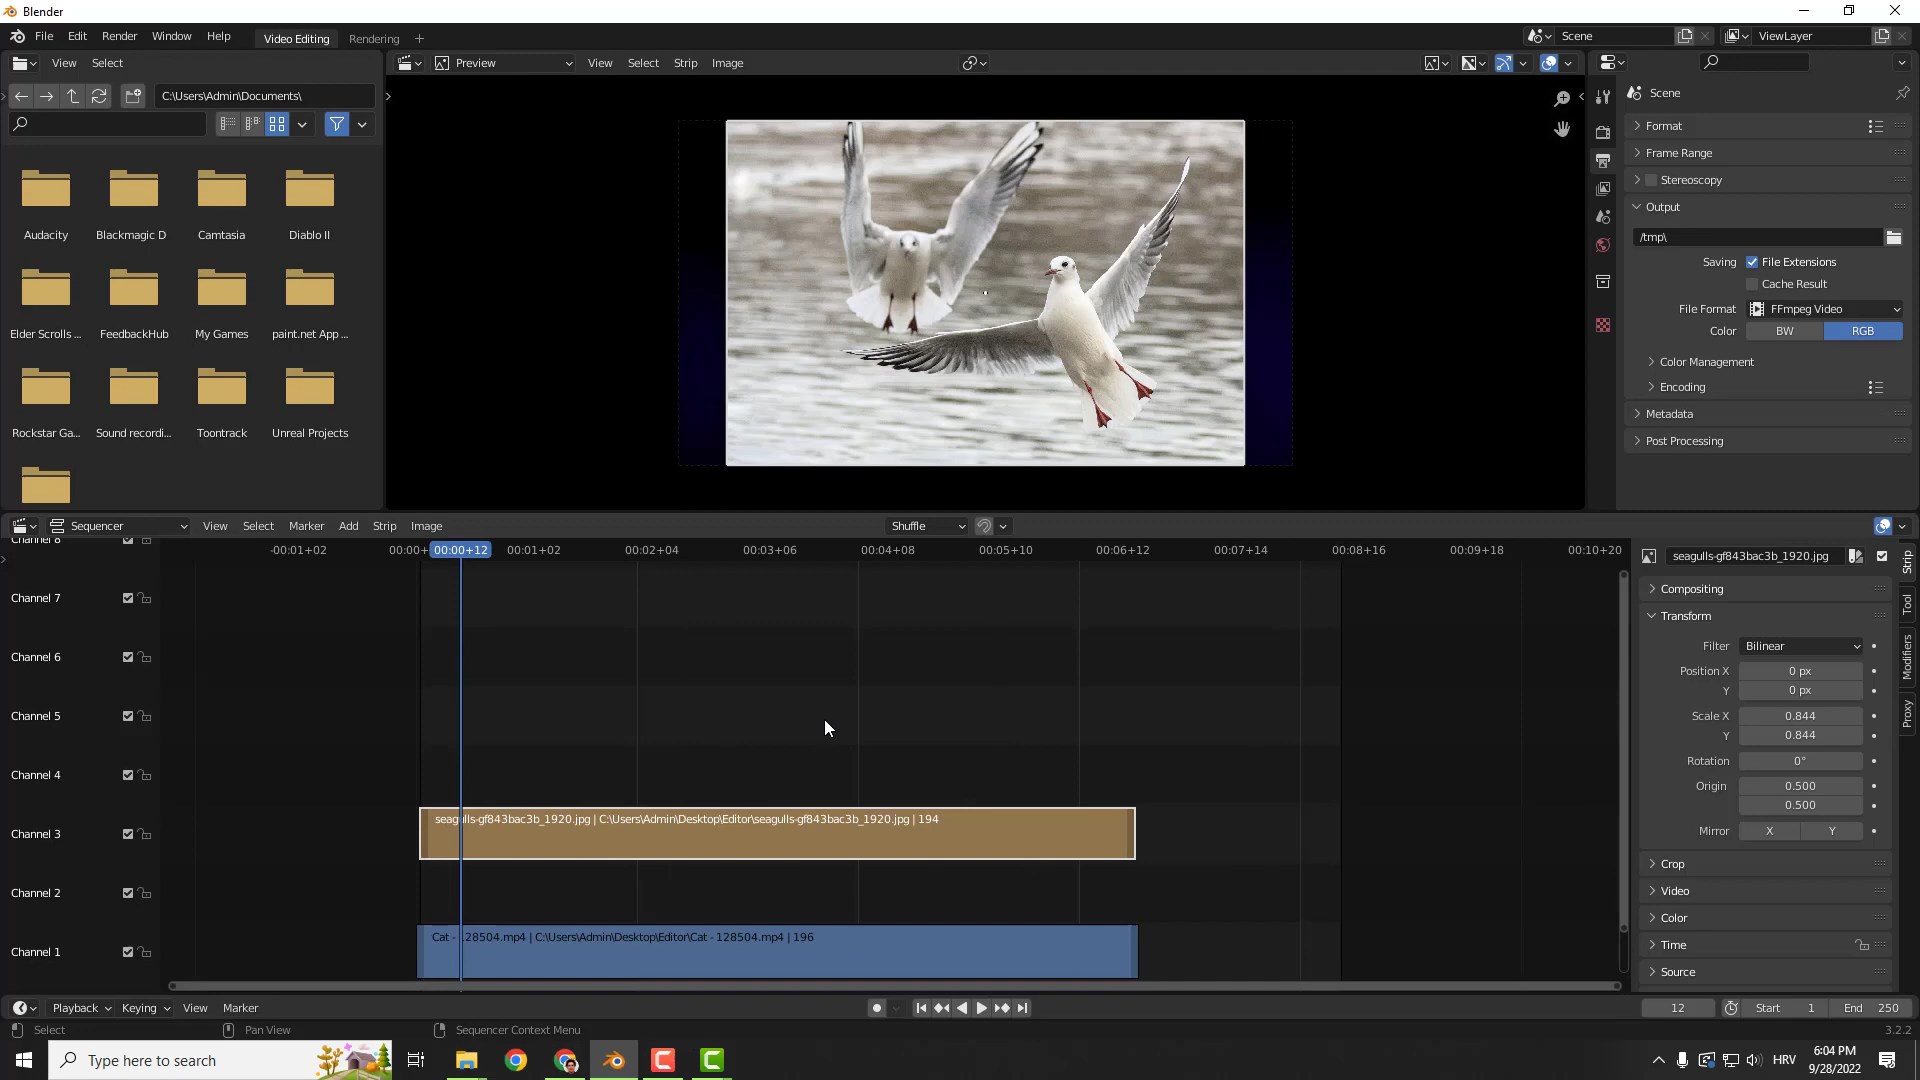 Blender
File Edit Render Window Help Video Editing Rendering + Scene ViewLayer
View Select Preview View Select Strip Image
C:\Users\Admin\Documents\
Scene
Format
Frame Range
Stereoscopy
Output
/tmp\
Saving File Extensions
Cache Result
File Format FFmpeg Video
Color BW RGB
Color Management
Encoding
Metadata
Post Processing
Audacity Blackmagic D Camtasia Diablo II
Elder Scrolls ... FeedbackHub My Games paint.net App ...
Rockstar Ga... Sound recordi... Toontrack Unreal Projects
Sequencer View Select Marker Add Strip Image Shuffle
-00:01+02 00:00+ 00:00+12 00:01+02 00:02+04 00:03+06 00:04+08 00:05+10 00:06+12 00:07+14 00:08+16 00:09+18 00:10+20
Channel 8
Channel 7
Channel 6
Channel 5
Channel 4
Channel 3
Channel 2
Channel 1
seagulls-gf843bac3b_1920.jpg | C:\Users\Admin\Desktop\Editor\seagulls-gf843bac3b_1920.jpg | 194
Cat - 128504.mp4 | C:\Users\Admin\Desktop\Editor\Cat - 128504.mp4 | 196
seagulls-gf843bac3b_1920.jpg
Compositing
Transform
Filter Bilinear
Position X 0 px
Y 0 px
Scale X 0.844
Y 0.844
Rotation 0°
Origin 0.500
0.500
Mirror X Y
Crop
Video
Color
Time
Source
Strip
Tool
Modifiers
Proxy
Playback Keying View Marker 12 Start 1 End 250
Select Pan View Sequencer Context Menu 3.2.2
Type here to search
HRV
6:04 PM
9/28/2022